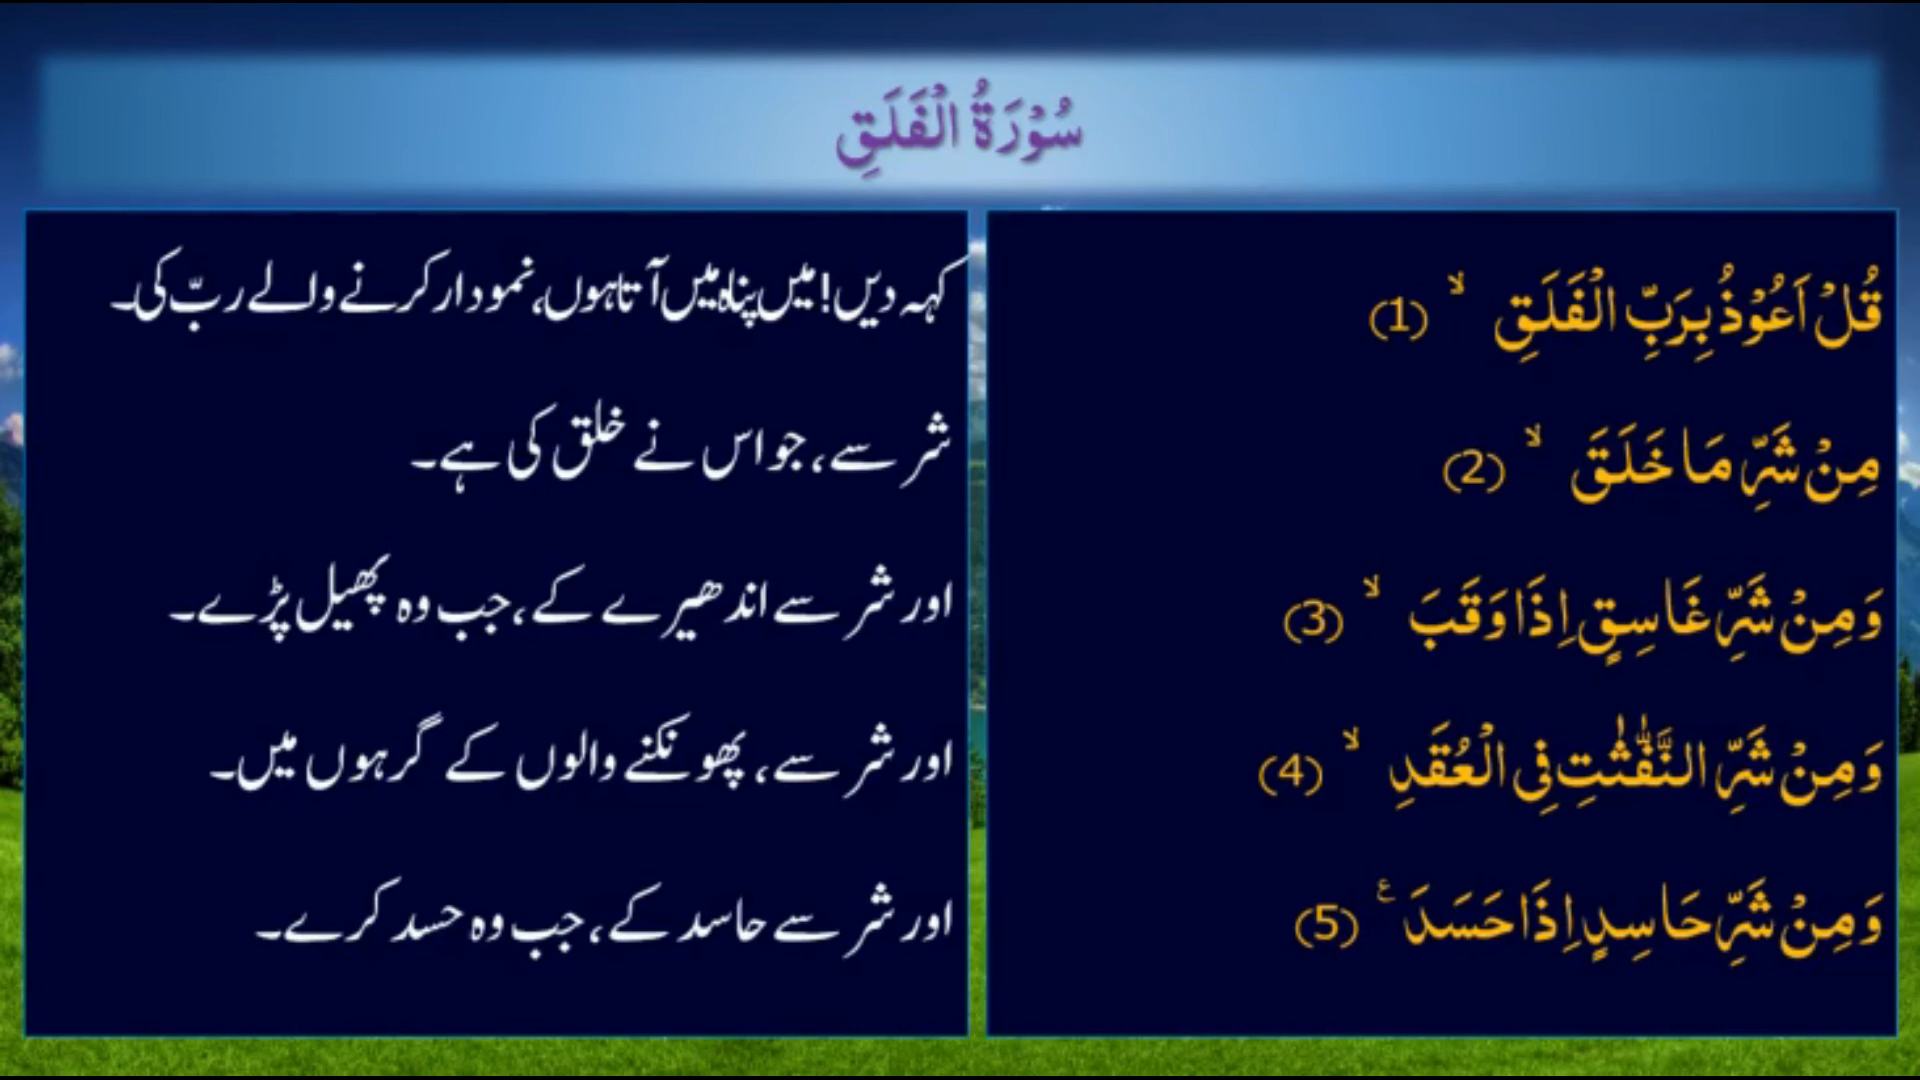 سُوْرَةُ الْفَلَقِ
قُلْ اَعُوْذُ بِرَبِّ الْفَلَقِ ۙ (1)
مِنْ شَرِّ مَا خَلَقَ ۙ (2)
وَ مِنْ شَرِّ غَاسِقٍ اِذَا وَقَبَ ۙ (3)
وَ مِنْ شَرِّ النَّفّٰثٰتِ فِی الْعُقَدِ ۙ (4)
وَ مِنْ شَرِّ حَاسِدٍ اِذَا حَسَدَ ع (5)
کہہ دیں! میں پناہ میں آتا ہوں، نمودار کرنے والے ربّ کی۔
شر سے، جو اس نے خلق کی ہے۔
اور شر سے اندھیرے کے، جب وہ پھیل پڑے۔
اور شر سے، پھونکنے والوں کے گرہوں میں۔
اور شر سے حاسد کے، جب وہ حسد کرے۔